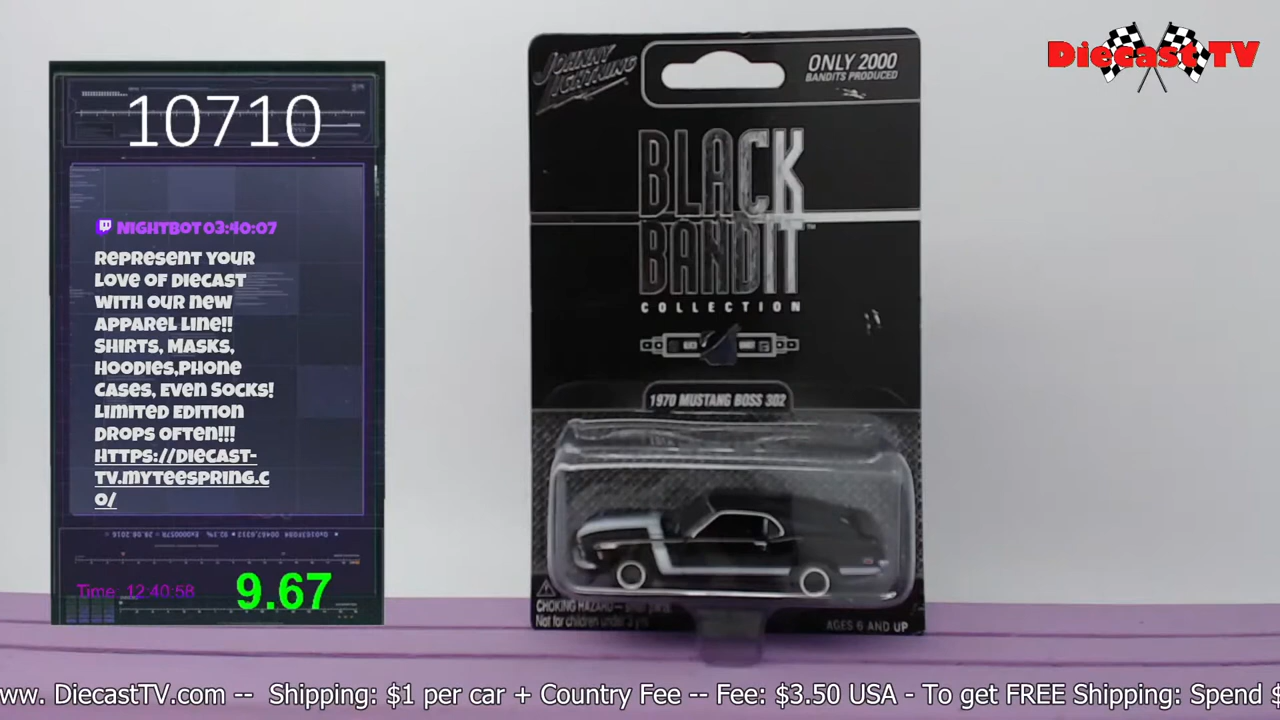 10710
NIGHTBOT 03:40:07
REPRESENT YOUR
LOVE OF DIECAST
WITH OUR NEW
APPAREL LINE!!
SHIRTS, MASKS,
HOODIES,PHONE
CASES, EVEN SOCKS!
LIMITED EDITION
DROPS OFTEN!!!
HTTPS://DIECAST-
TV.MYTEESPRING.C
O/
Time: 12:40:58
9.67
JOHNNY
LIGHTNING
ONLY 2000
BANDITS PRODUCED
BLACK
BANDIT™
COLLECTION
1970 MUSTANG BOSS 302
CHOKING HAZARD
Not for children under 3 yrs
AGES 6 AND UP
Diecast TV
www. DiecastTV.com -- Shipping: $1 per car + Country Fee -- Fee: $3.50 USA - To get FREE Shipping: Spend $